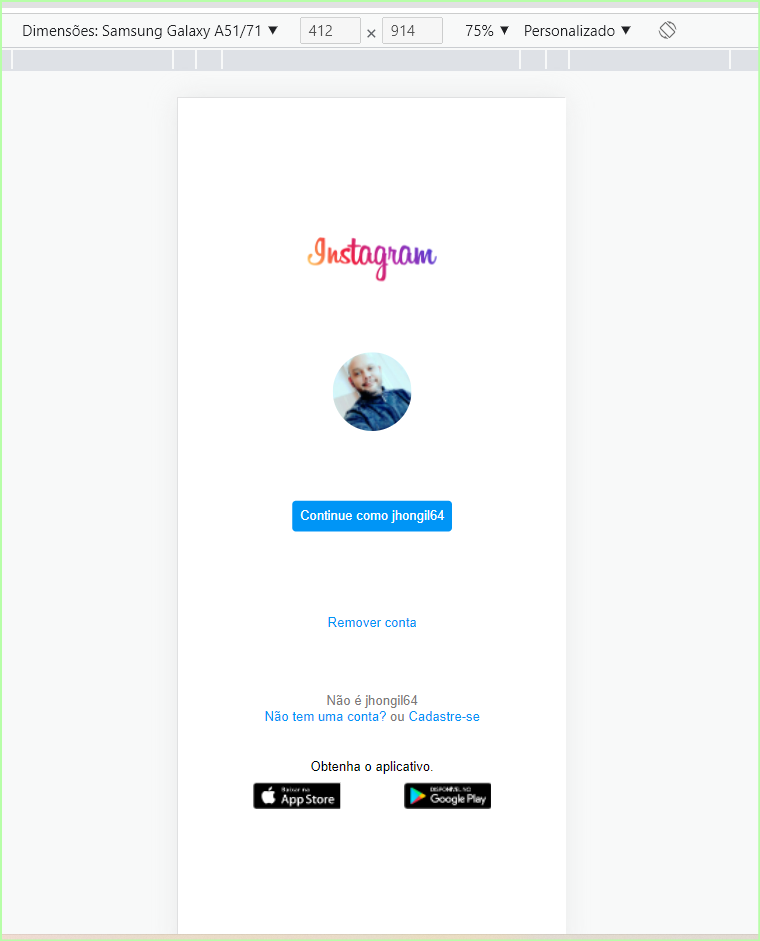 Dimensões: Samsung Galaxy A51/71 ▼ 412 × 914 75% ▼ Personalizado ▼
Instagram
Continue como jhongil64
Remover conta
Não é jhongil64
Não tem uma conta? ou Cadastre-se
Obtenha o aplicativo.
Baixar na
App Store
DISPONÍVEL NO
Google Play